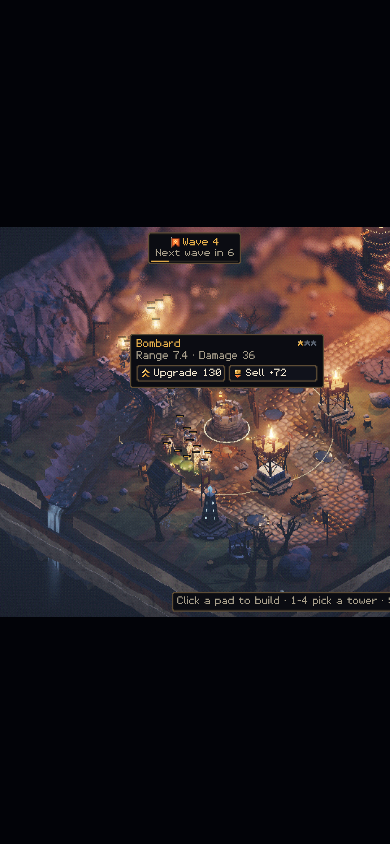 Wave 4
Next wave in 6
Bombard
Range 7.4 · Damage 36
Upgrade 130
Sell +72
Click a pad to build · 1-4 pick a tower ·